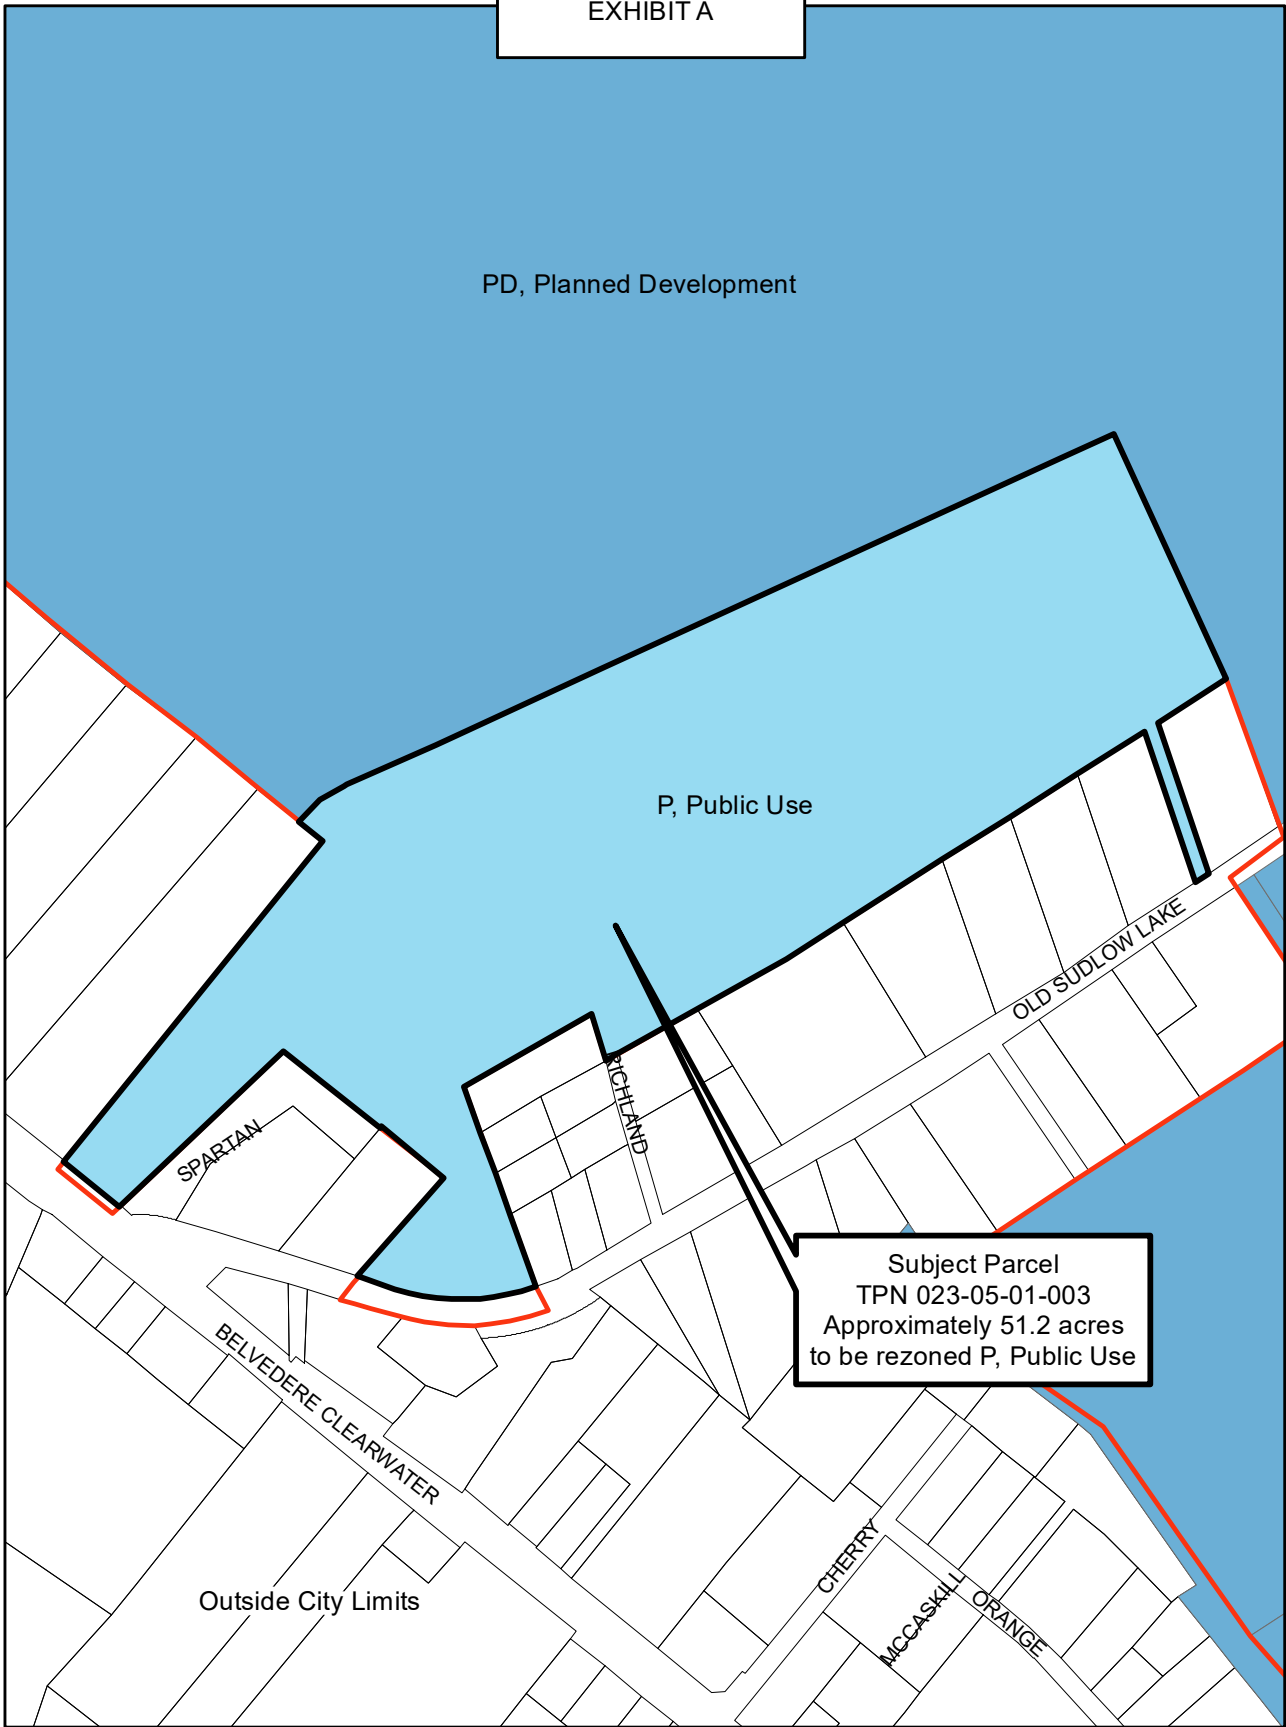 EXHIBIT A
PD, Planned Development
P, Public Use
OLD SUDLOW LAKE
RICHLAND
SPARTAN
Subject Parcel
TPN 023-05-01-003
Approximately 51.2 acres
to be rezoned P, Public Use
BELVEDERE CLEARWATER
CHERRY
MCCASKILL
ORANGE
Outside City Limits